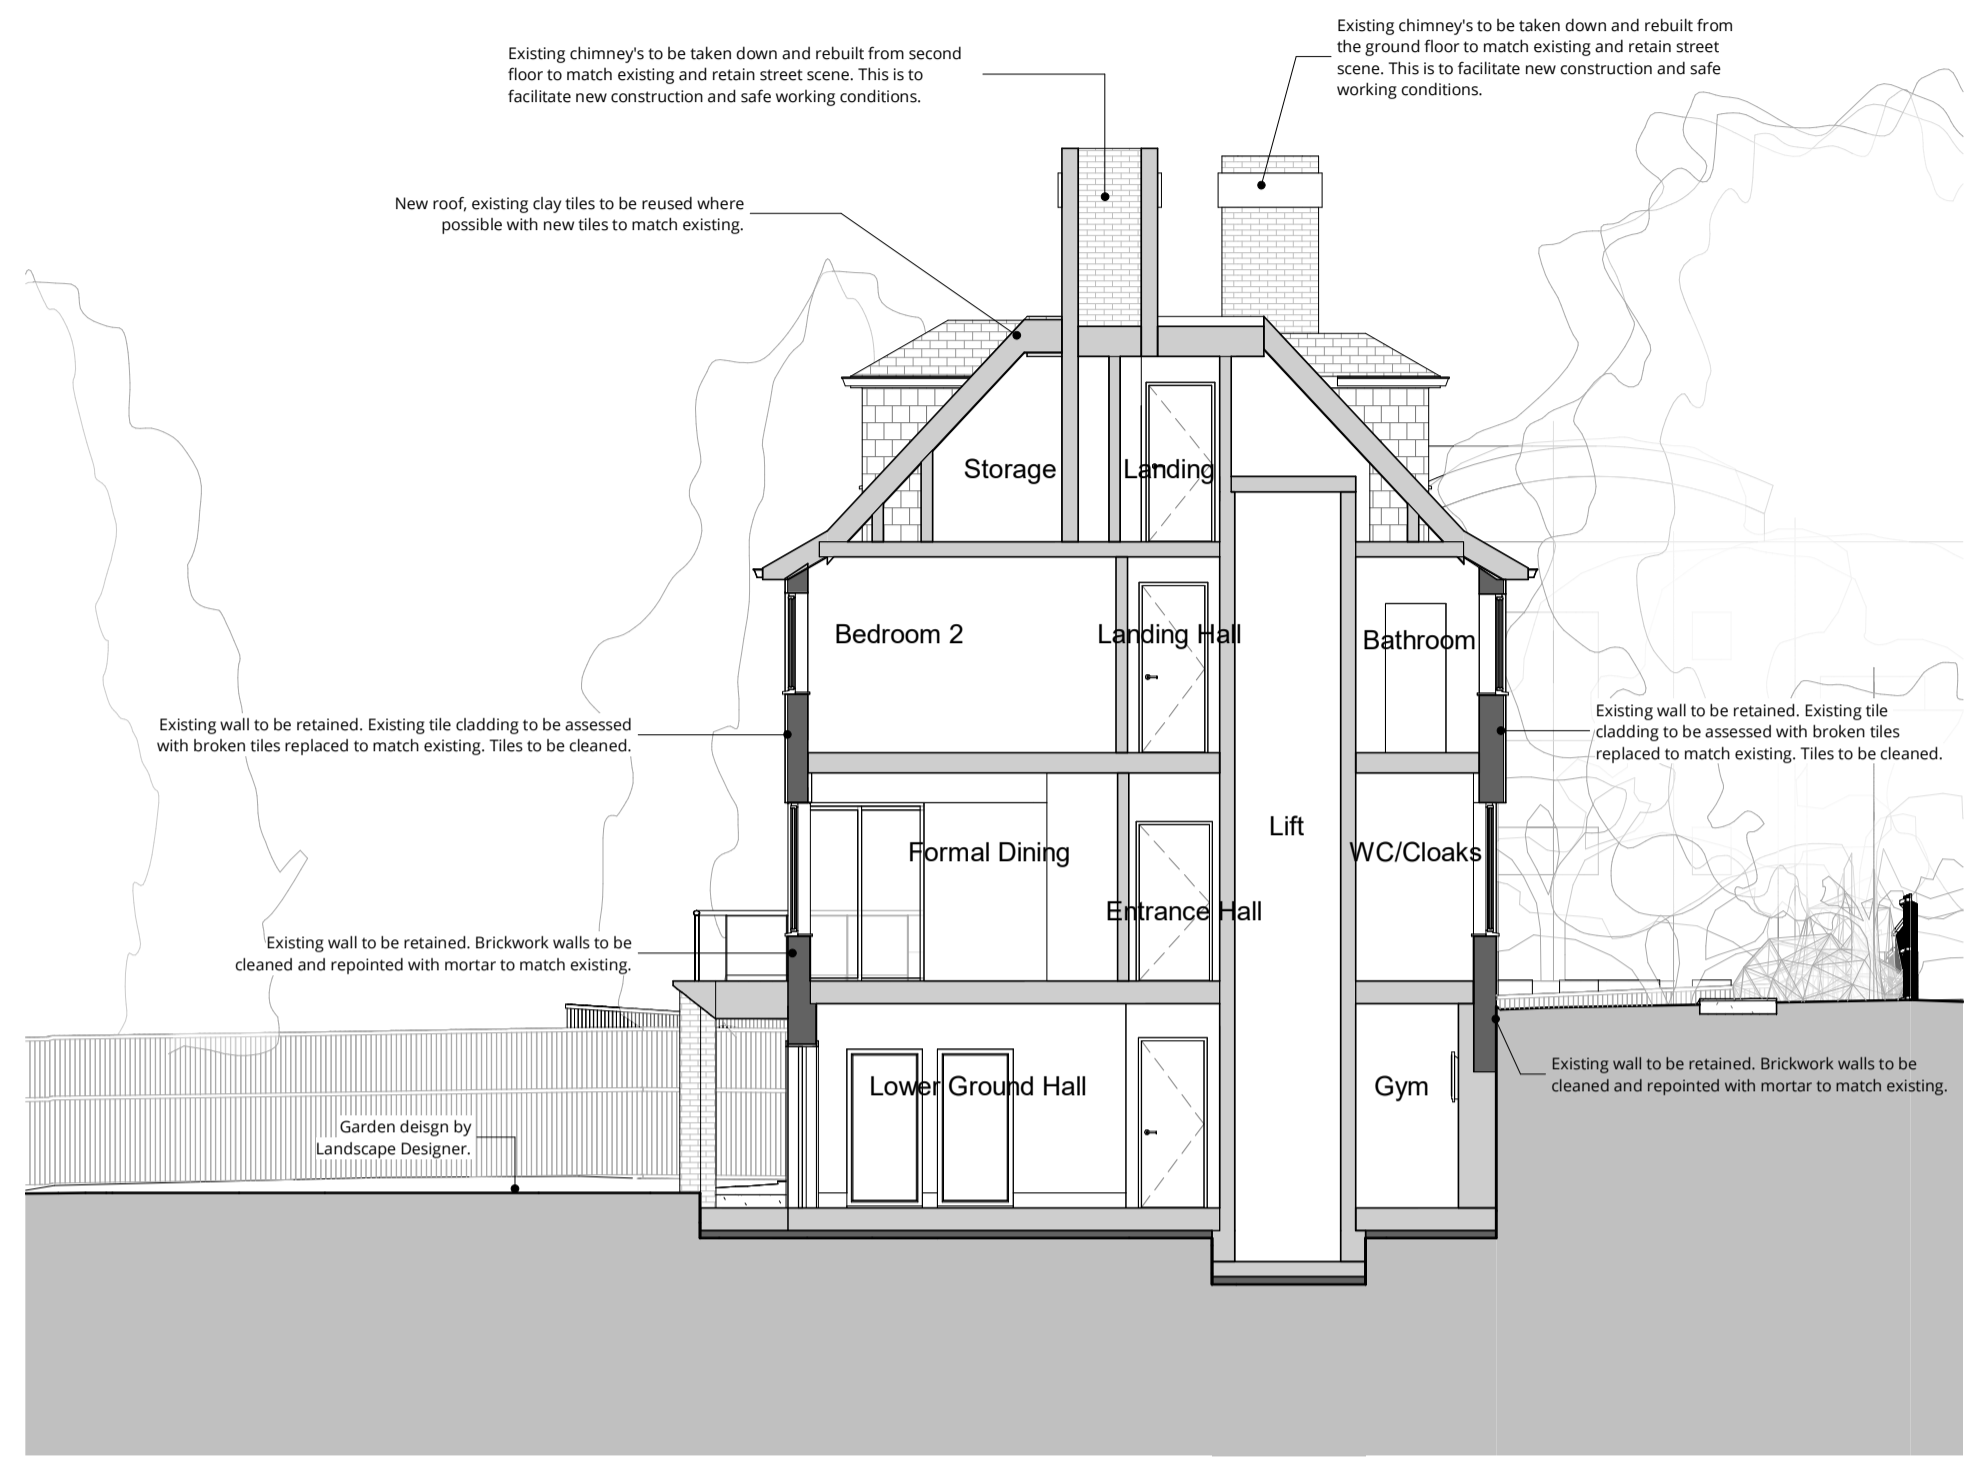 Existing chimney's to be taken down and rebuilt from second
floor to match existing and retain street scene. This is to
facilitate new construction and safe working conditions.
Existing chimney's to be taken down and rebuilt from
the ground floor to match existing and retain street
scene. This is to facilitate new construction and safe
working conditions.
New roof, existing clay tiles to be reused where
possible with new tiles to match existing.
Storage
Landing
Bedroom 2
Landing Hall
Bathroom
Existing wall to be retained. Existing tile cladding to be assessed
with broken tiles replaced to match existing. Tiles to be cleaned.
Existing wall to be retained. Existing tile
cladding to be assessed with broken tiles
replaced to match existing. Tiles to be cleaned.
Lift
Formal Dining
WC/Cloaks
Entrance Hall
Existing wall to be retained. Brickwork walls to be
cleaned and repointed with mortar to match existing.
Lower Ground Hall
Gym
Existing wall to be retained. Brickwork walls to be
cleaned and repointed with mortar to match existing.
Garden deisgn by
Landscape Designer.